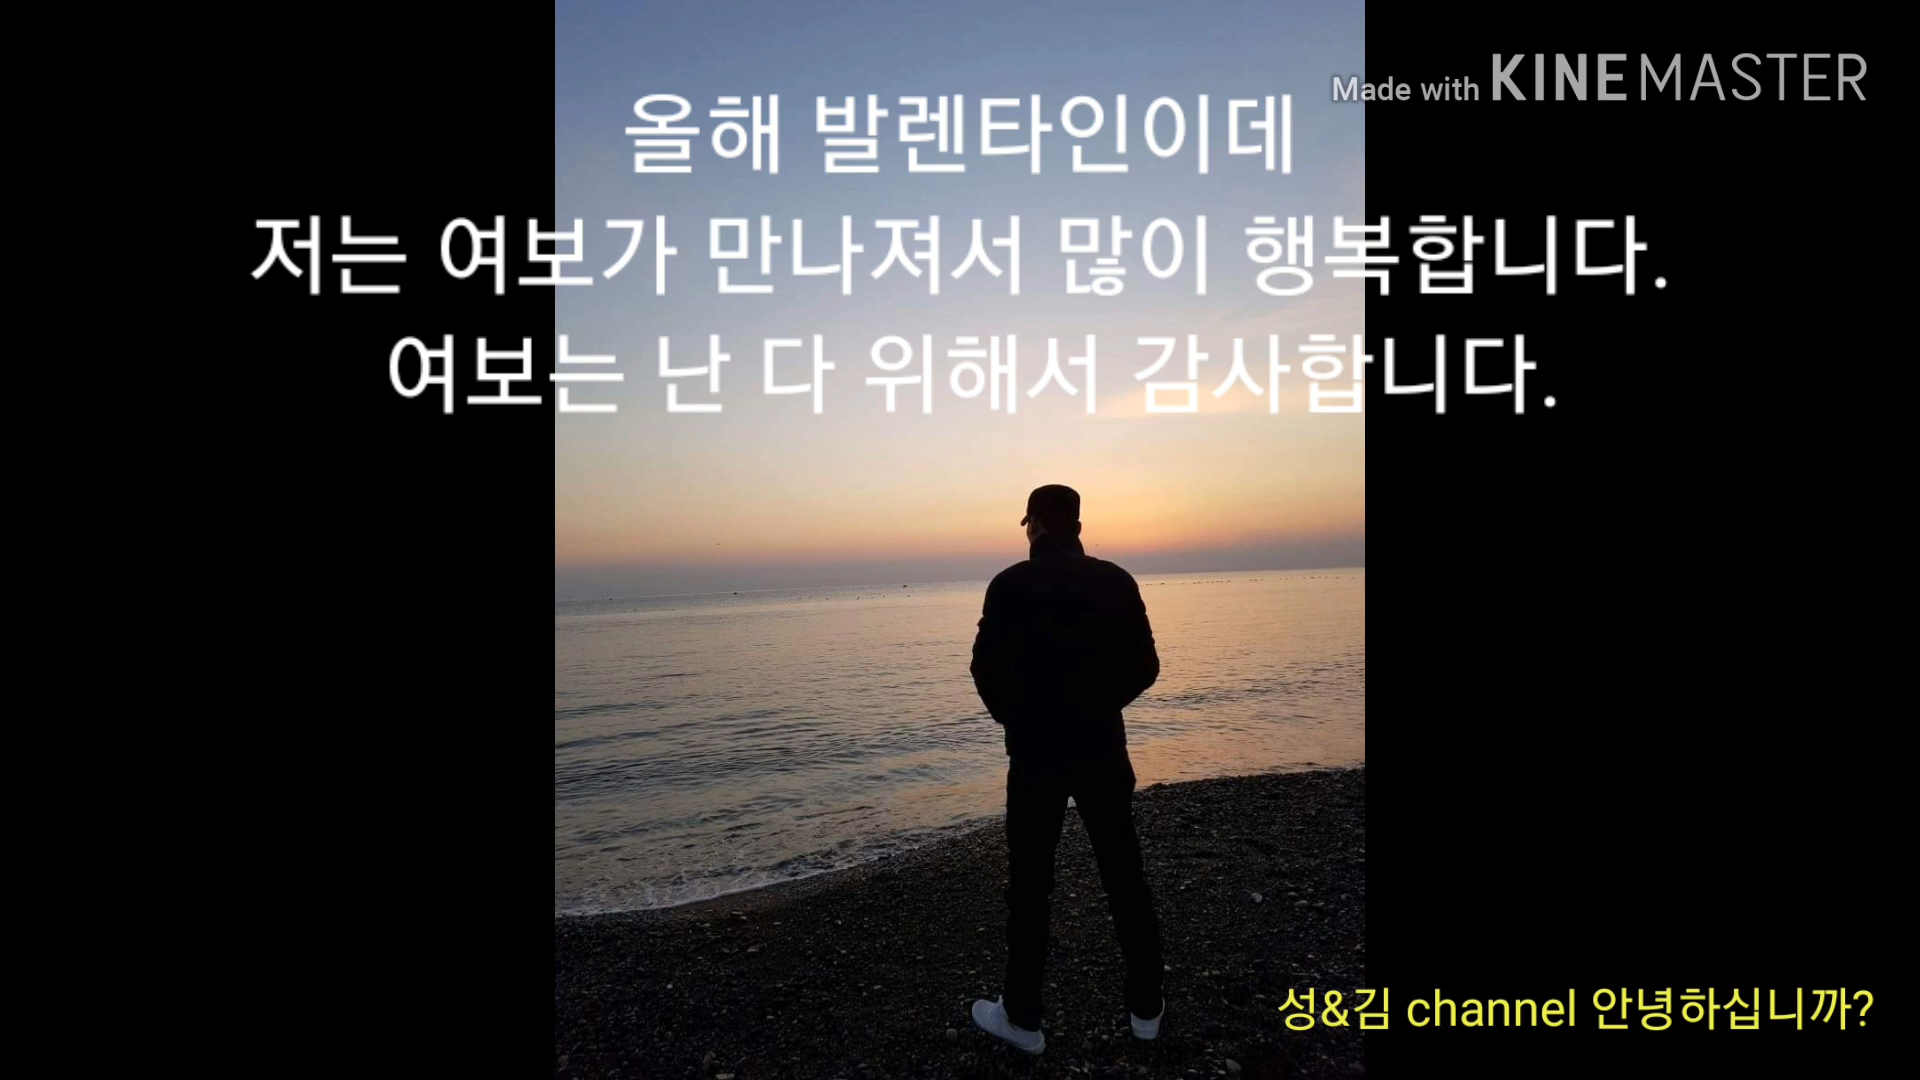 Made with KINEMASTER
올해 발렌타인이데
저는 여보가 만나져서 많이 행복합니다.
여보는 난 다 위해서 감사합니다.
성&김 channel 안녕하십니까?